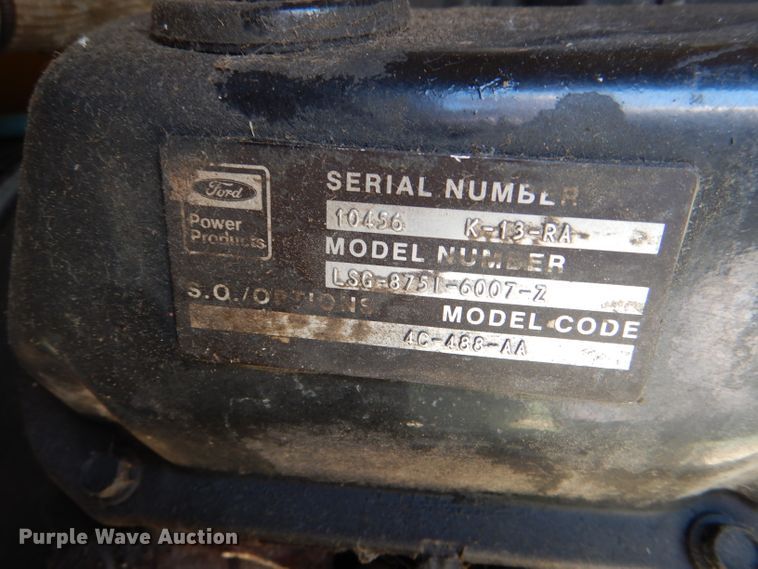 Ford
Power
Products
SERIAL NUMBER
10456 K-13-RA
MODEL NUMBER
LSG-875I-6007-Z
S.O./OPTIONS MODEL CODE
4C-488-AA
Purple Wave Auction